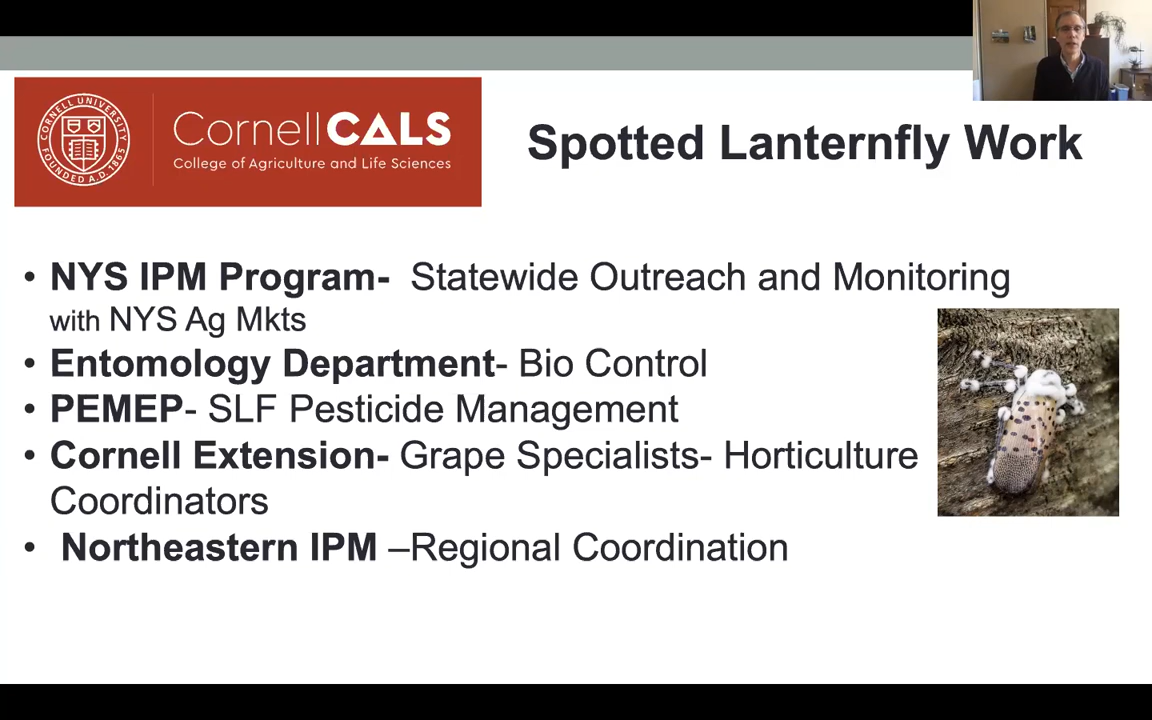 CORNELL UNIVERSITY
FOUNDED A.D. 1865
CornellCALS
College of Agriculture and Life Sciences
Spotted Lanternfly Work
• NYS IPM Program-  Statewide Outreach and Monitoring
with NYS Ag Mkts
• Entomology Department- Bio Control
• PEMEP- SLF Pesticide Management
• Cornell Extension- Grape Specialists- Horticulture
Coordinators
• Northeastern IPM –Regional Coordination